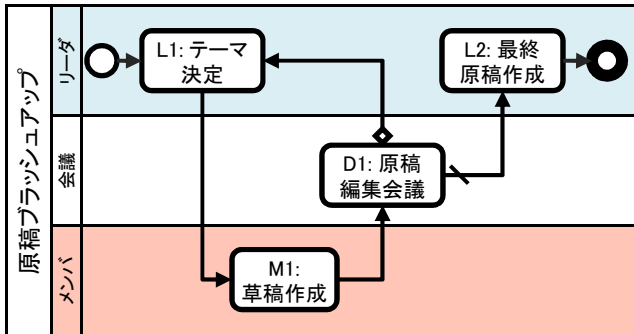 原稿ブラッシュアップ
リーダ
L1: テーマ
決定
L2: 最終
原稿作成
会議
D1: 原稿
編集会議
メンバ
M1:
草稿作成